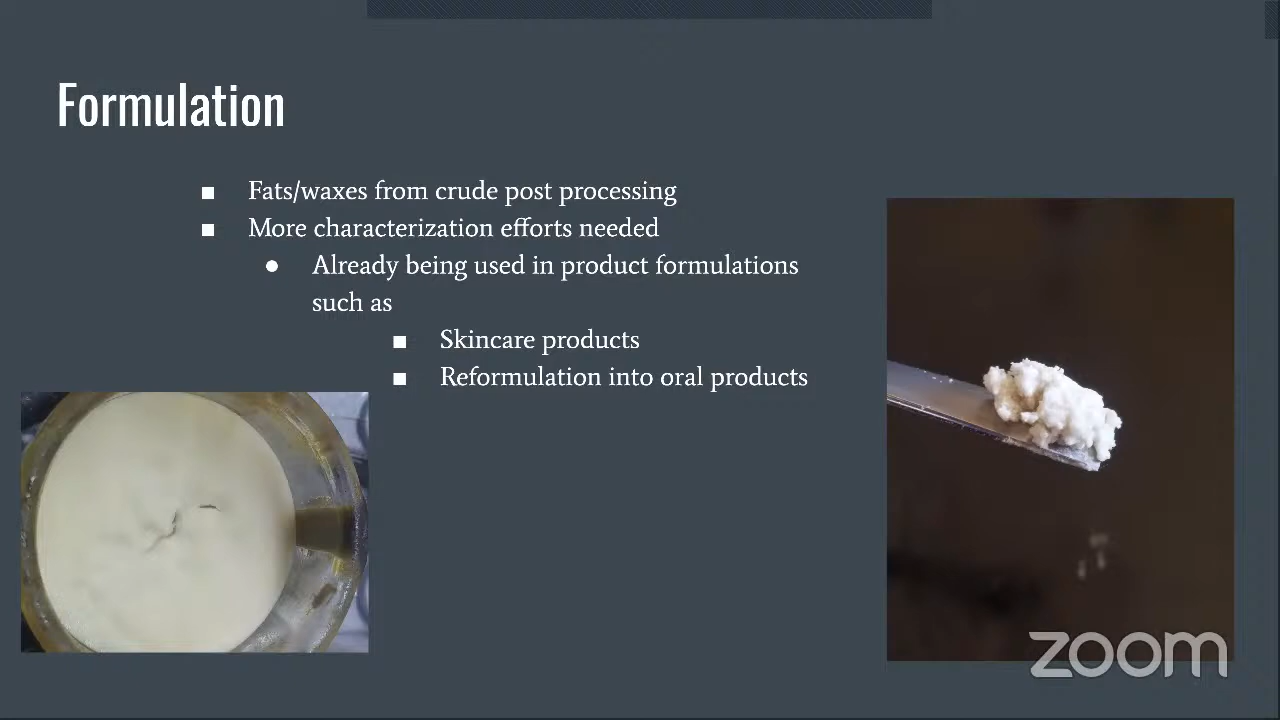 Formulation
Fats/waxes from crude post processing
More characterization efforts needed
Already being used in product formulations
such as
Skincare products
Reformulation into oral products
zoom